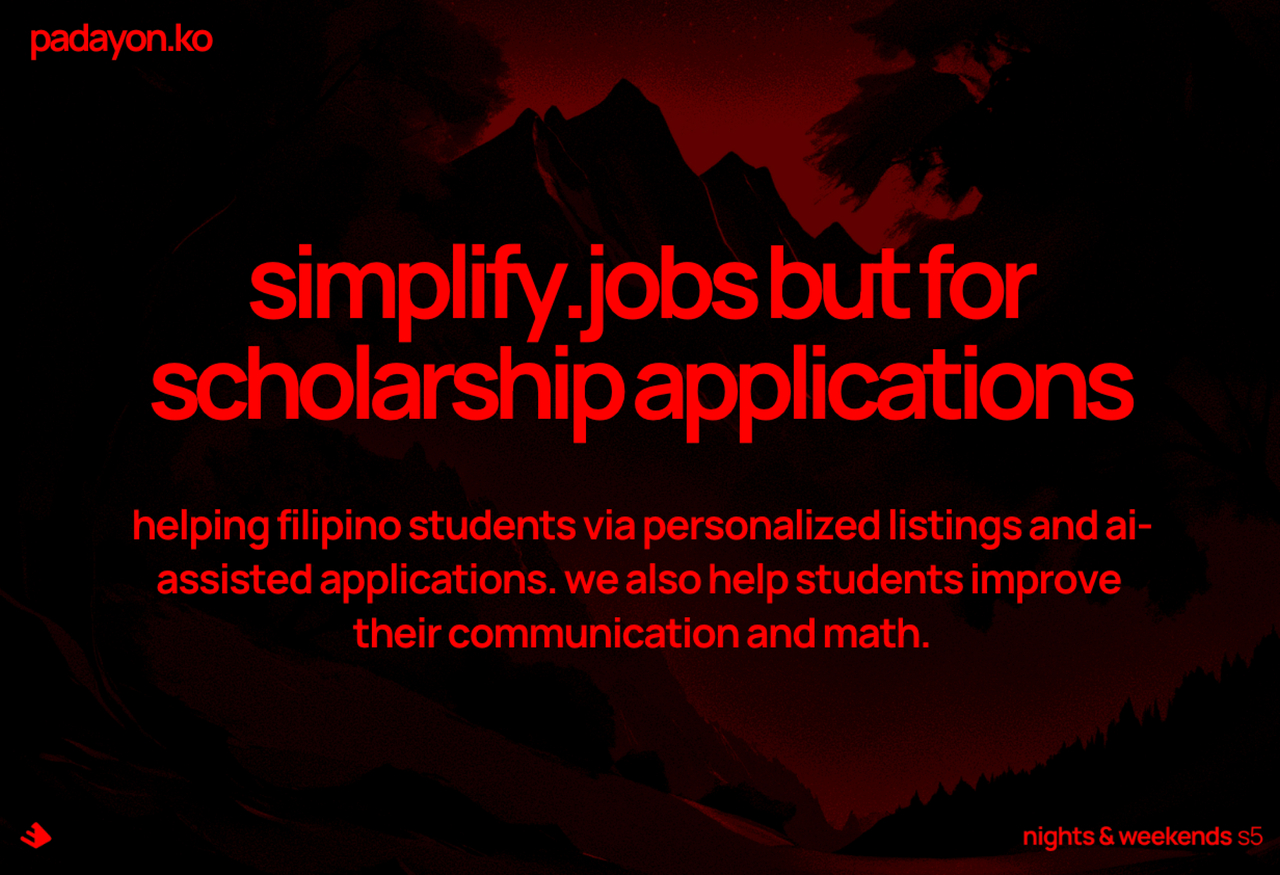 padayon.ko
simplify.jobs but for
scholarship applications
helping filipino students via personalized listings and ai-
assisted applications. we also help students improve
their communication and math.
nights & weekends s5